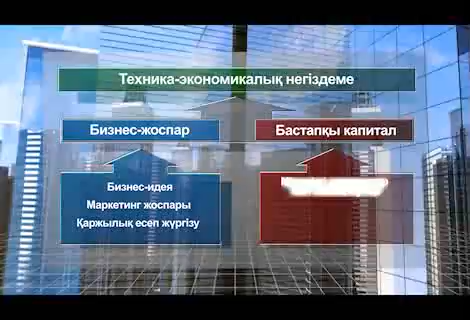 Техника-экономикалық негіздеме
Бизнес-жоспар
Бастапқы капитал
Бизнес-идея
Маркетинг жоспары
Қаржылық есеп жүргізу